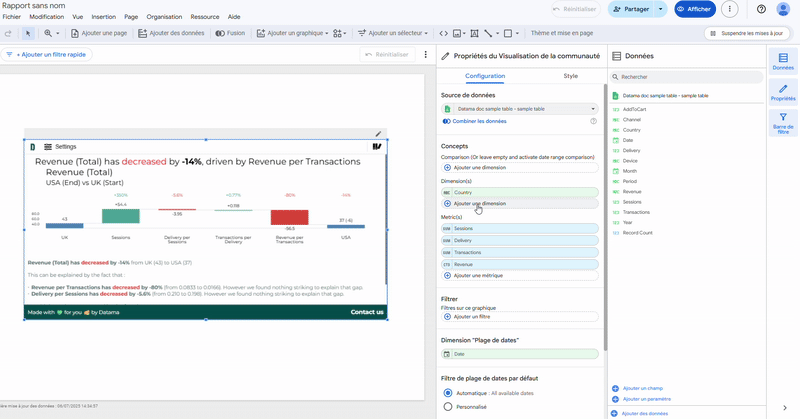 Rapport sans nom
Fichier Modification Vue Insertion Page Organisation Ressource Aide
Réinitialiser Partager Afficher
Ajouter une page Ajouter des données Fusion Ajouter un graphique Ajouter un sélecteur Thème et mise en page Suspendre les mises à jour
+ Ajouter un filtre rapide Réinitialiser
Settings
Revenue (Total) has decreased by -14%, driven by Revenue per Transactions
Revenue (Total)
USA (End) vs UK (Start)
-5.6% +0.77% -80% N/A
+54.4
43 -3.55 +0.118 37 (-6)
-56.5
UK Sessions Delivery per Sessions Transactions per Delivery Revenue per Transactions USA
Revenue (Total) has decreased by -14% from UK (43) to USA (37)
This can be explained by the fact that :
- Revenue per Transactions has decreased by -80% (from 0.0833 to 0.0166). However we found nothing striking to explain that gap.
- Delivery per Sessions has decreased by -5.6% (from 0.210 to 0.198). However we found nothing striking to explain that gap.
Made with for you by Datama Contact us
Propriétés du Visualisation de la communauté
Configuration Style
Source de données
Datama doc sample table - sample table
Combiner les données
Concepts
Comparison (Or leave empty and activate date range comparison)
Ajouter une dimension
Dimension(s)
ABC Country
Ajouter une dimension
Metric(s)
SUM Sessions
SUM Delivery
SUM Transactions
CTD Revenue
Ajouter une métrique
Filtrer
Filtres sur ce graphique
Ajouter un filtre
Dimension "Plage de dates"
Date
Filtre de plage de dates par défaut
Automatique : All available dates
Personnalisé
Données
Rechercher
Datama doc sample table - sample table
AddToCart
Channel
Country
Date
Delivery
Device
Month
Period
Revenue
Sessions
Transactions
Year
Record Count
Ajouter un champ
Ajouter un paramètre
Ajouter des données
Données
Propriétés
Barre de filtre